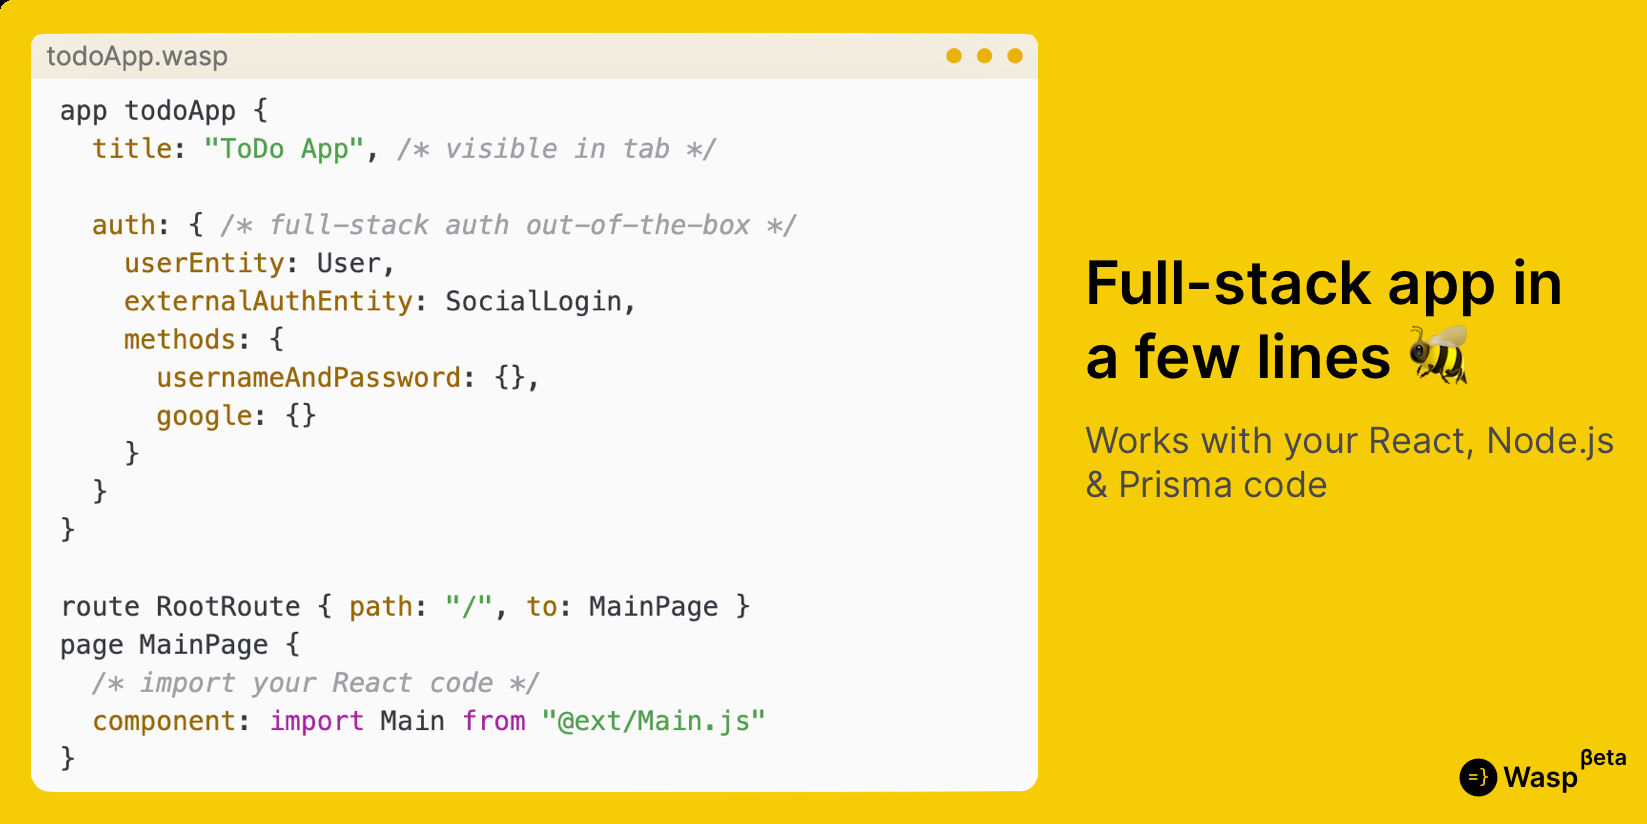 todoApp.wasp
app todoApp {
  title: "ToDo App", /* visible in tab */

  auth: { /* full-stack auth out-of-the-box */
    userEntity: User,
    externalAuthEntity: SocialLogin,
    methods: {
      usernameAndPassword: {},
      google: {}
    }
  }
}

route RootRoute { path: "/", to: MainPage }
page MainPage {
  /* import your React code */
  component: import Main from "@ext/Main.js"
}
Full-stack app in
a few lines 🐝
Works with your React, Node.js
& Prisma code
=} Wasp βeta